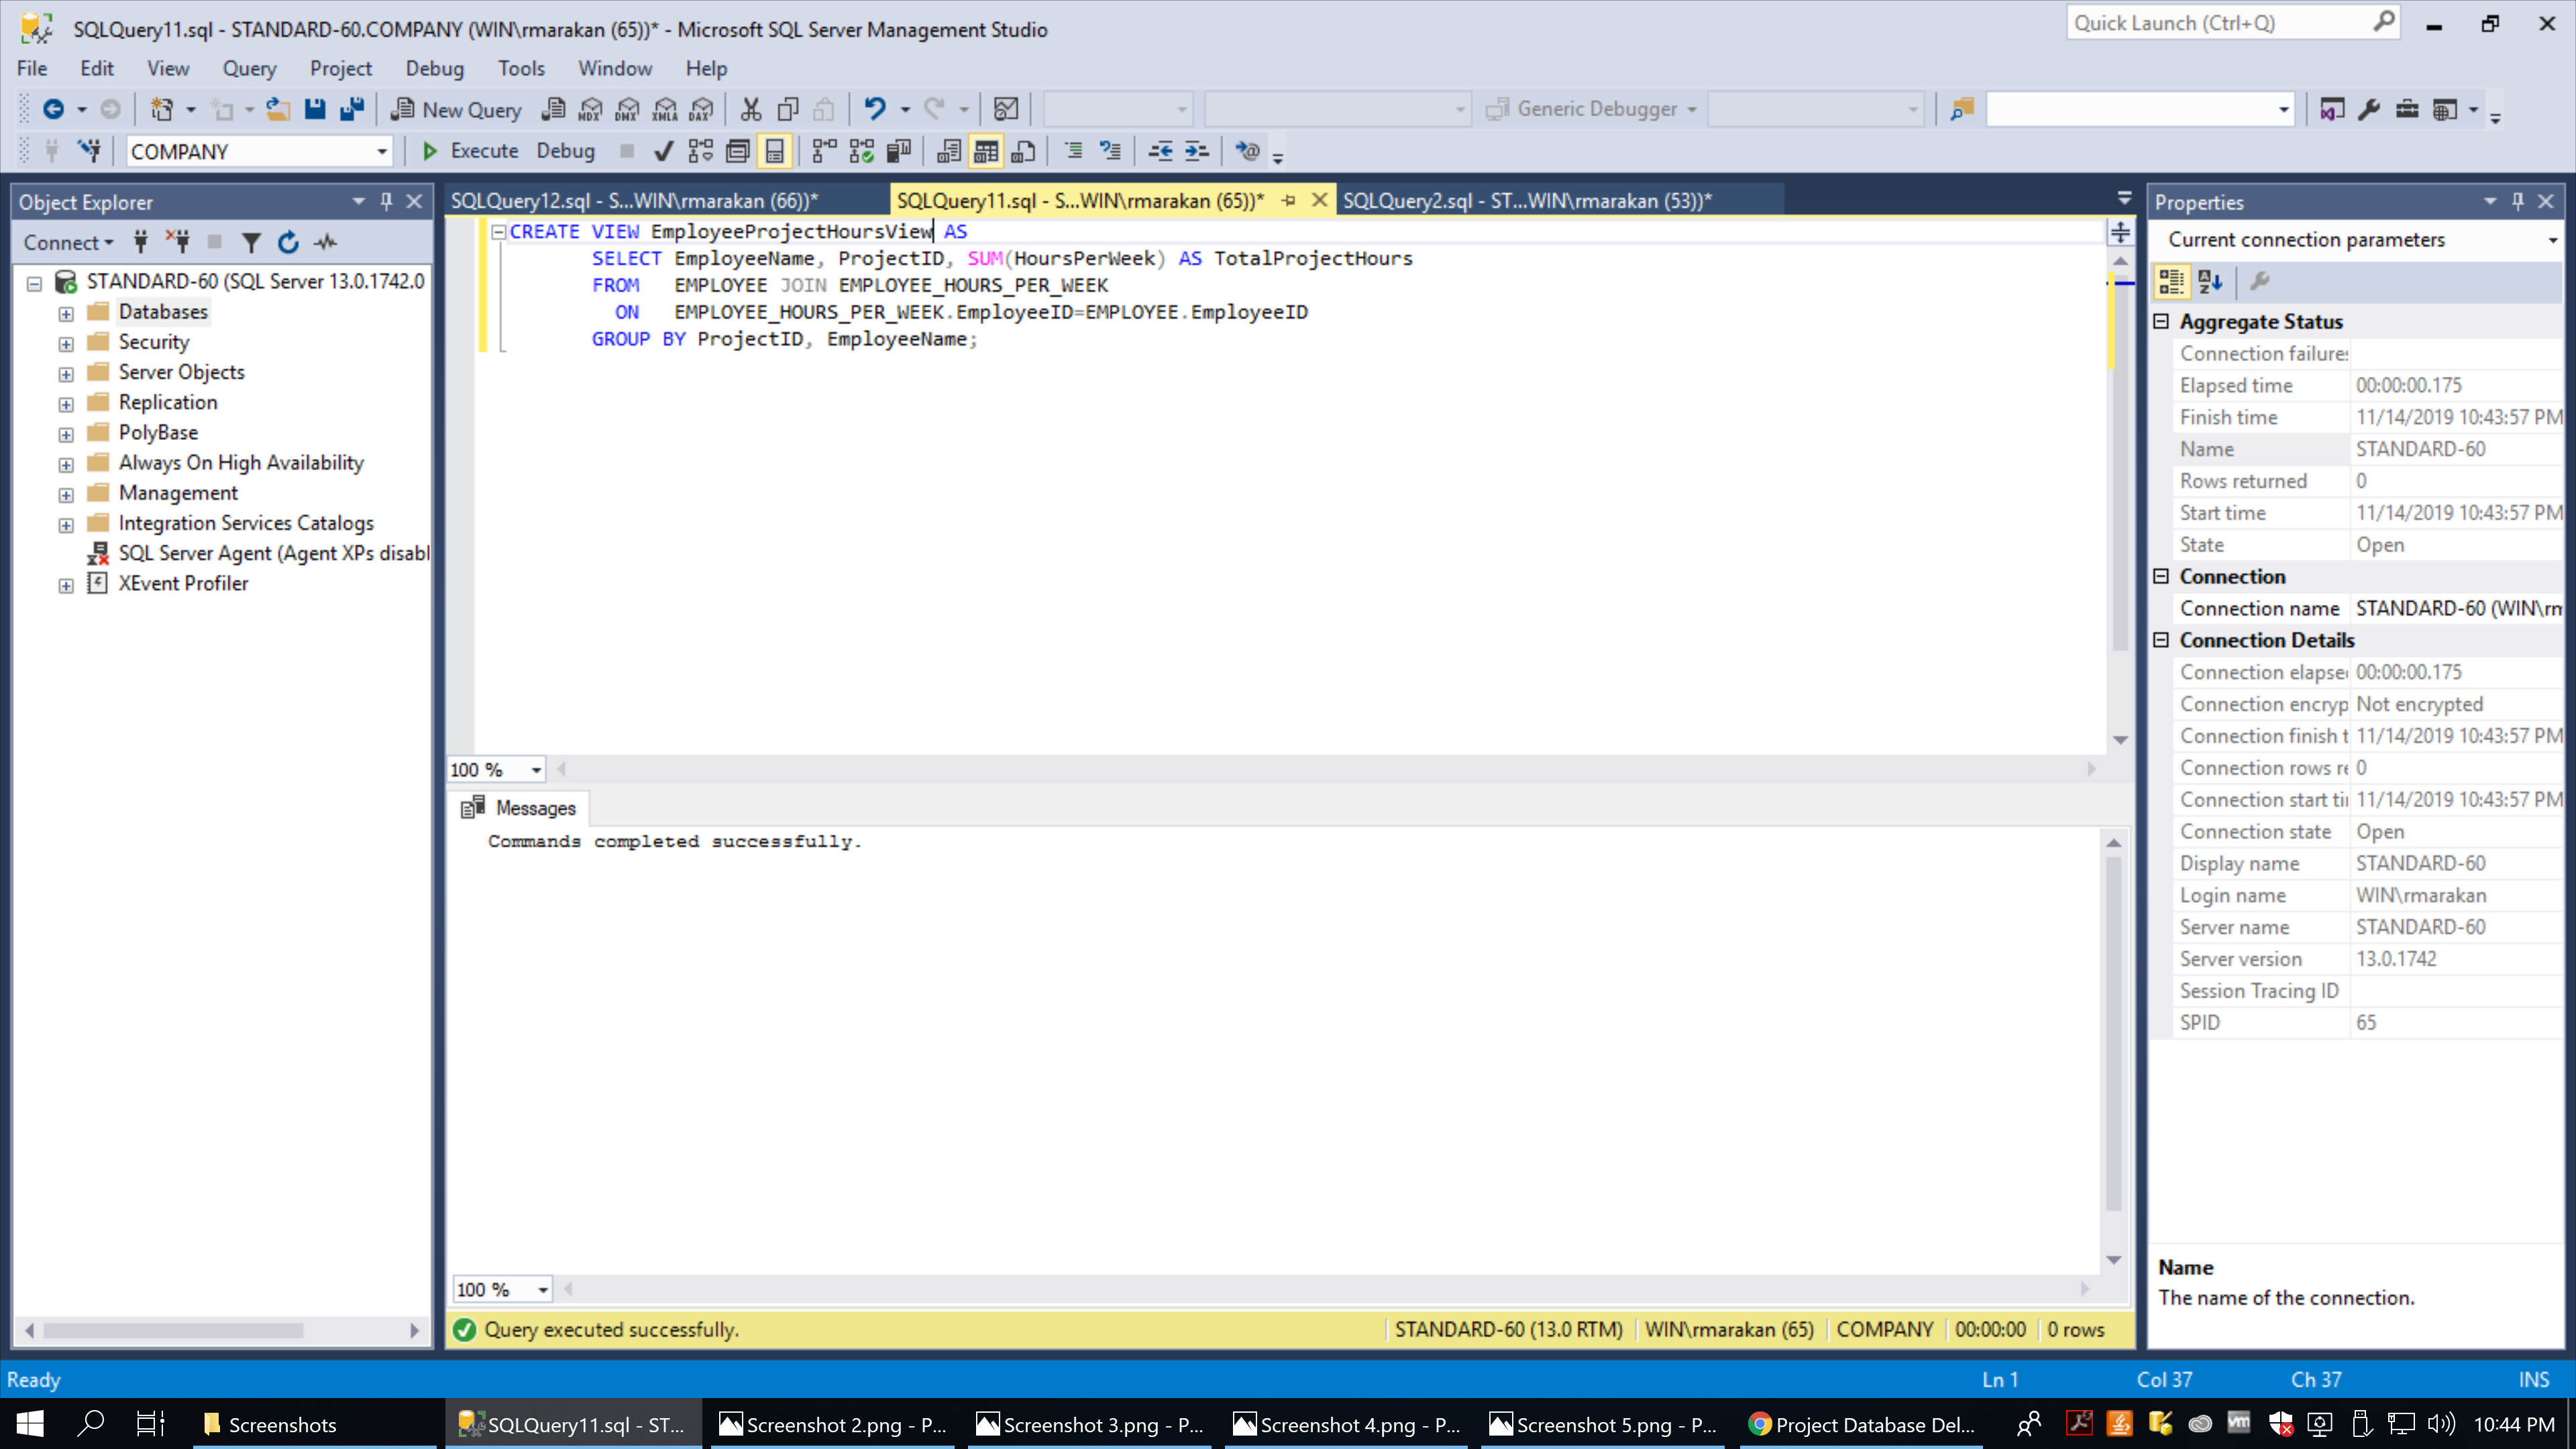 SQLQuery11.sql - STANDARD-60.COMPANY (WIN\rmarakan (65))* - Microsoft SQL Server Management Studio
Quick Launch (Ctrl+Q)
File Edit View Query Project Debug Tools Window Help
New Query MDX DMX XMLA DAX Generic Debugger
COMPANY Execute Debug
Object Explorer
Connect
STANDARD-60 (SQL Server 13.0.1742.0
Databases
Security
Server Objects
Replication
PolyBase
Always On High Availability
Management
Integration Services Catalogs
SQL Server Agent (Agent XPs disabl
XEvent Profiler
SQLQuery12.sql - S...WIN\rmarakan (66))* SQLQuery11.sql - S...WIN\rmarakan (65))* SQLQuery2.sql - ST...WIN\rmarakan (53))*
CREATE VIEW EmployeeProjectHoursView AS
SELECT EmployeeName, ProjectID, SUM(HoursPerWeek) AS TotalProjectHours
FROM EMPLOYEE JOIN EMPLOYEE_HOURS_PER_WEEK
ON EMPLOYEE_HOURS_PER_WEEK.EmployeeID=EMPLOYEE.EmployeeID
GROUP BY ProjectID, EmployeeName;
100 %
Messages
Commands completed successfully.
100 %
Query executed successfully. STANDARD-60 (13.0 RTM) WIN\rmarakan (65) COMPANY 00:00:00 0 rows
Properties
Current connection parameters
Aggregate Status
Connection failure
Elapsed time 00:00:00.175
Finish time 11/14/2019 10:43:57 PM
Name STANDARD-60
Rows returned 0
Start time 11/14/2019 10:43:57 PM
State Open
Connection
Connection name STANDARD-60 (WIN\rm
Connection Details
Connection elapse 00:00:00.175
Connection encryp Not encrypted
Connection finish t 11/14/2019 10:43:57 PM
Connection rows re 0
Connection start ti 11/14/2019 10:43:57 PM
Connection state Open
Display name STANDARD-60
Login name WIN\rmarakan
Server name STANDARD-60
Server version 13.0.1742
Session Tracing ID
SPID 65
Name
The name of the connection.
Ready Ln 1 Col 37 Ch 37 INS
Screenshots SQLQuery11.sql - ST... Screenshot 2.png - P... Screenshot 3.png - P... Screenshot 4.png - P... Screenshot 5.png - P... Project Database Del... vm 10:44 PM